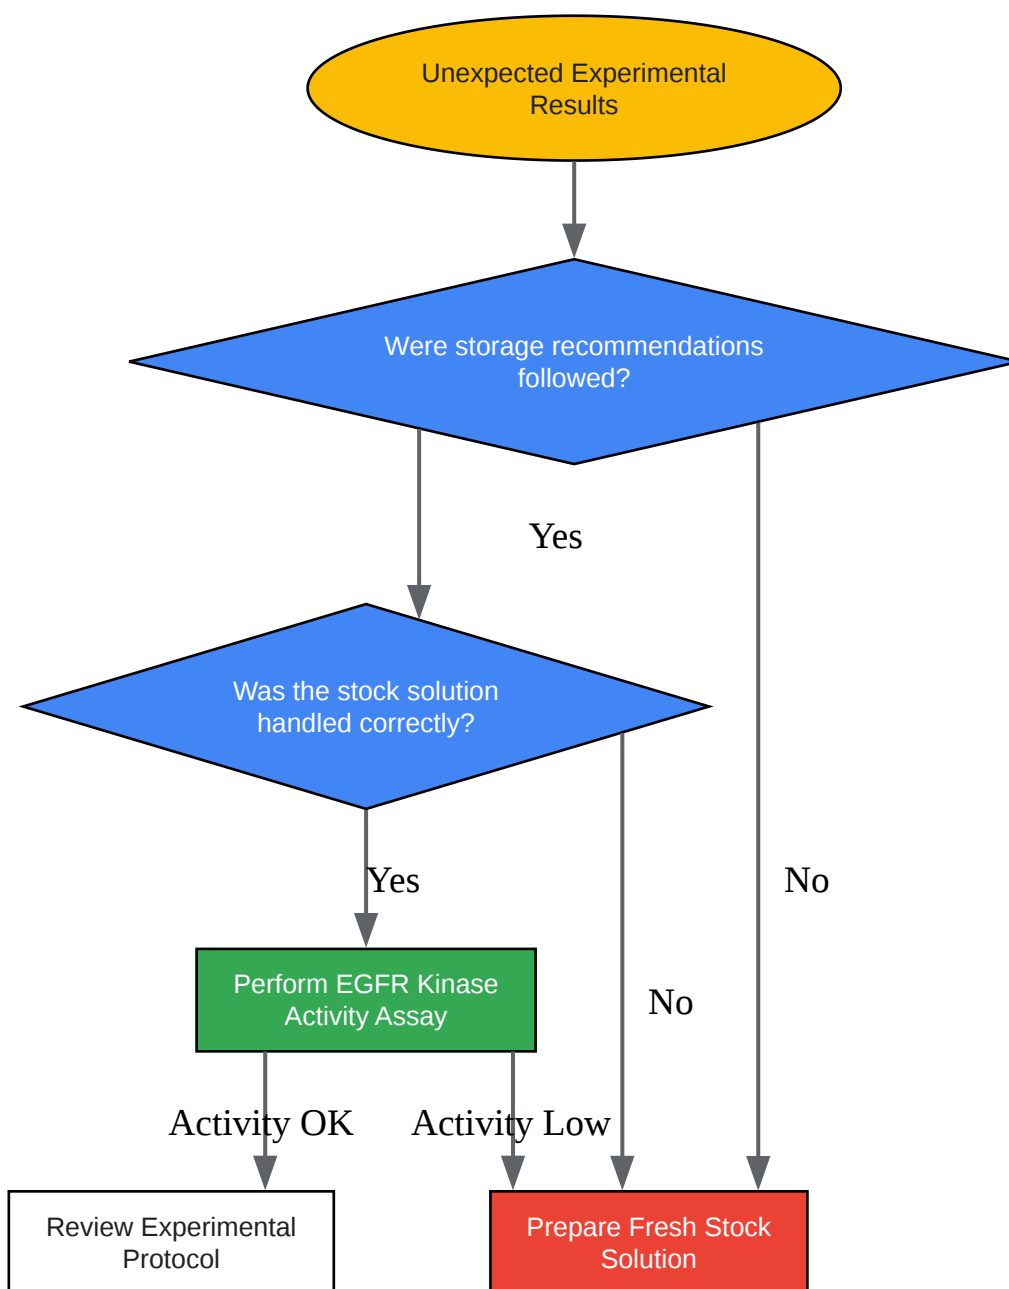 Unexpected Experimental
Results
Were storage recommendations
followed?
Yes
Was the stock solution
handled correctly?
Yes
No
No
Perform EGFR Kinase
Activity Assay
Activity OK
Activity Low
Review Experimental
Protocol
Prepare Fresh Stock
Solution